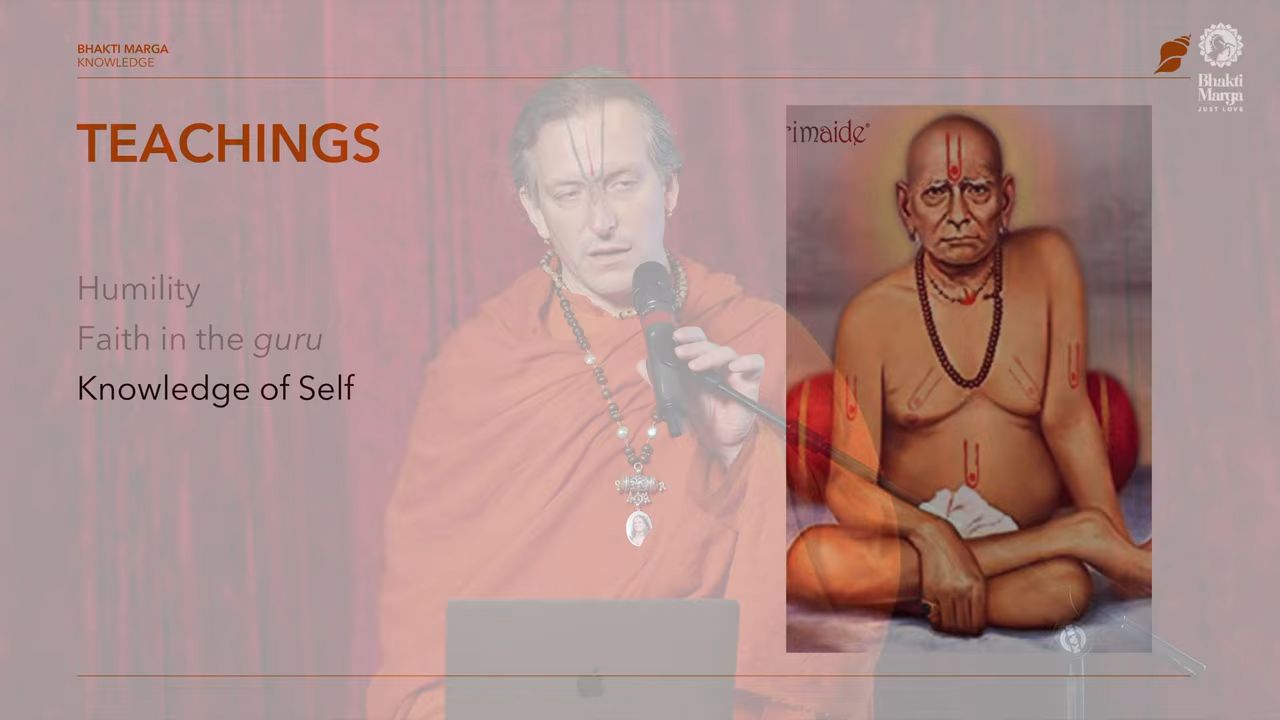 BHAKTI MARGA
KNOWLEDGE
Bhakti
Marga
JUST LOVE
TEACHINGS
rimaide®
Humility
Faith in the guru
Knowledge of Self